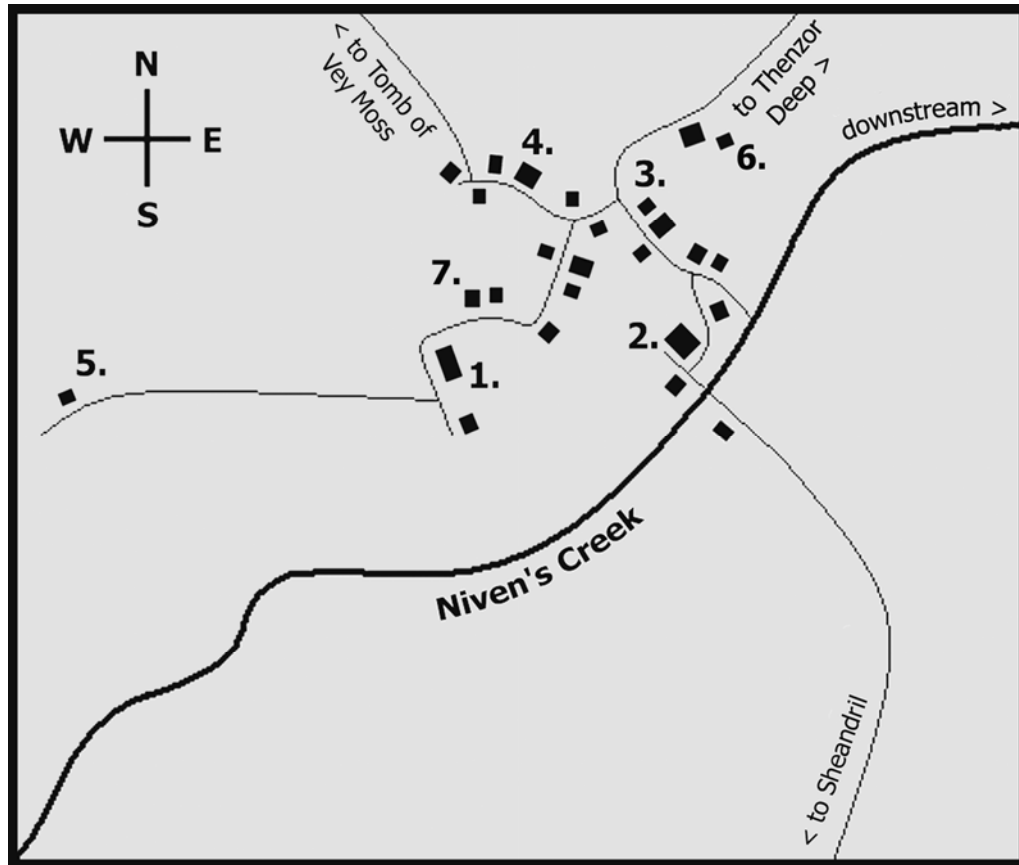 N
W E
S
< to Tomb of
Vey Moss
to Thenzor
Deep >
downstream >
4.
6.
3.
7.
2.
5.
1.
Niven's Creek
< to Sheandril